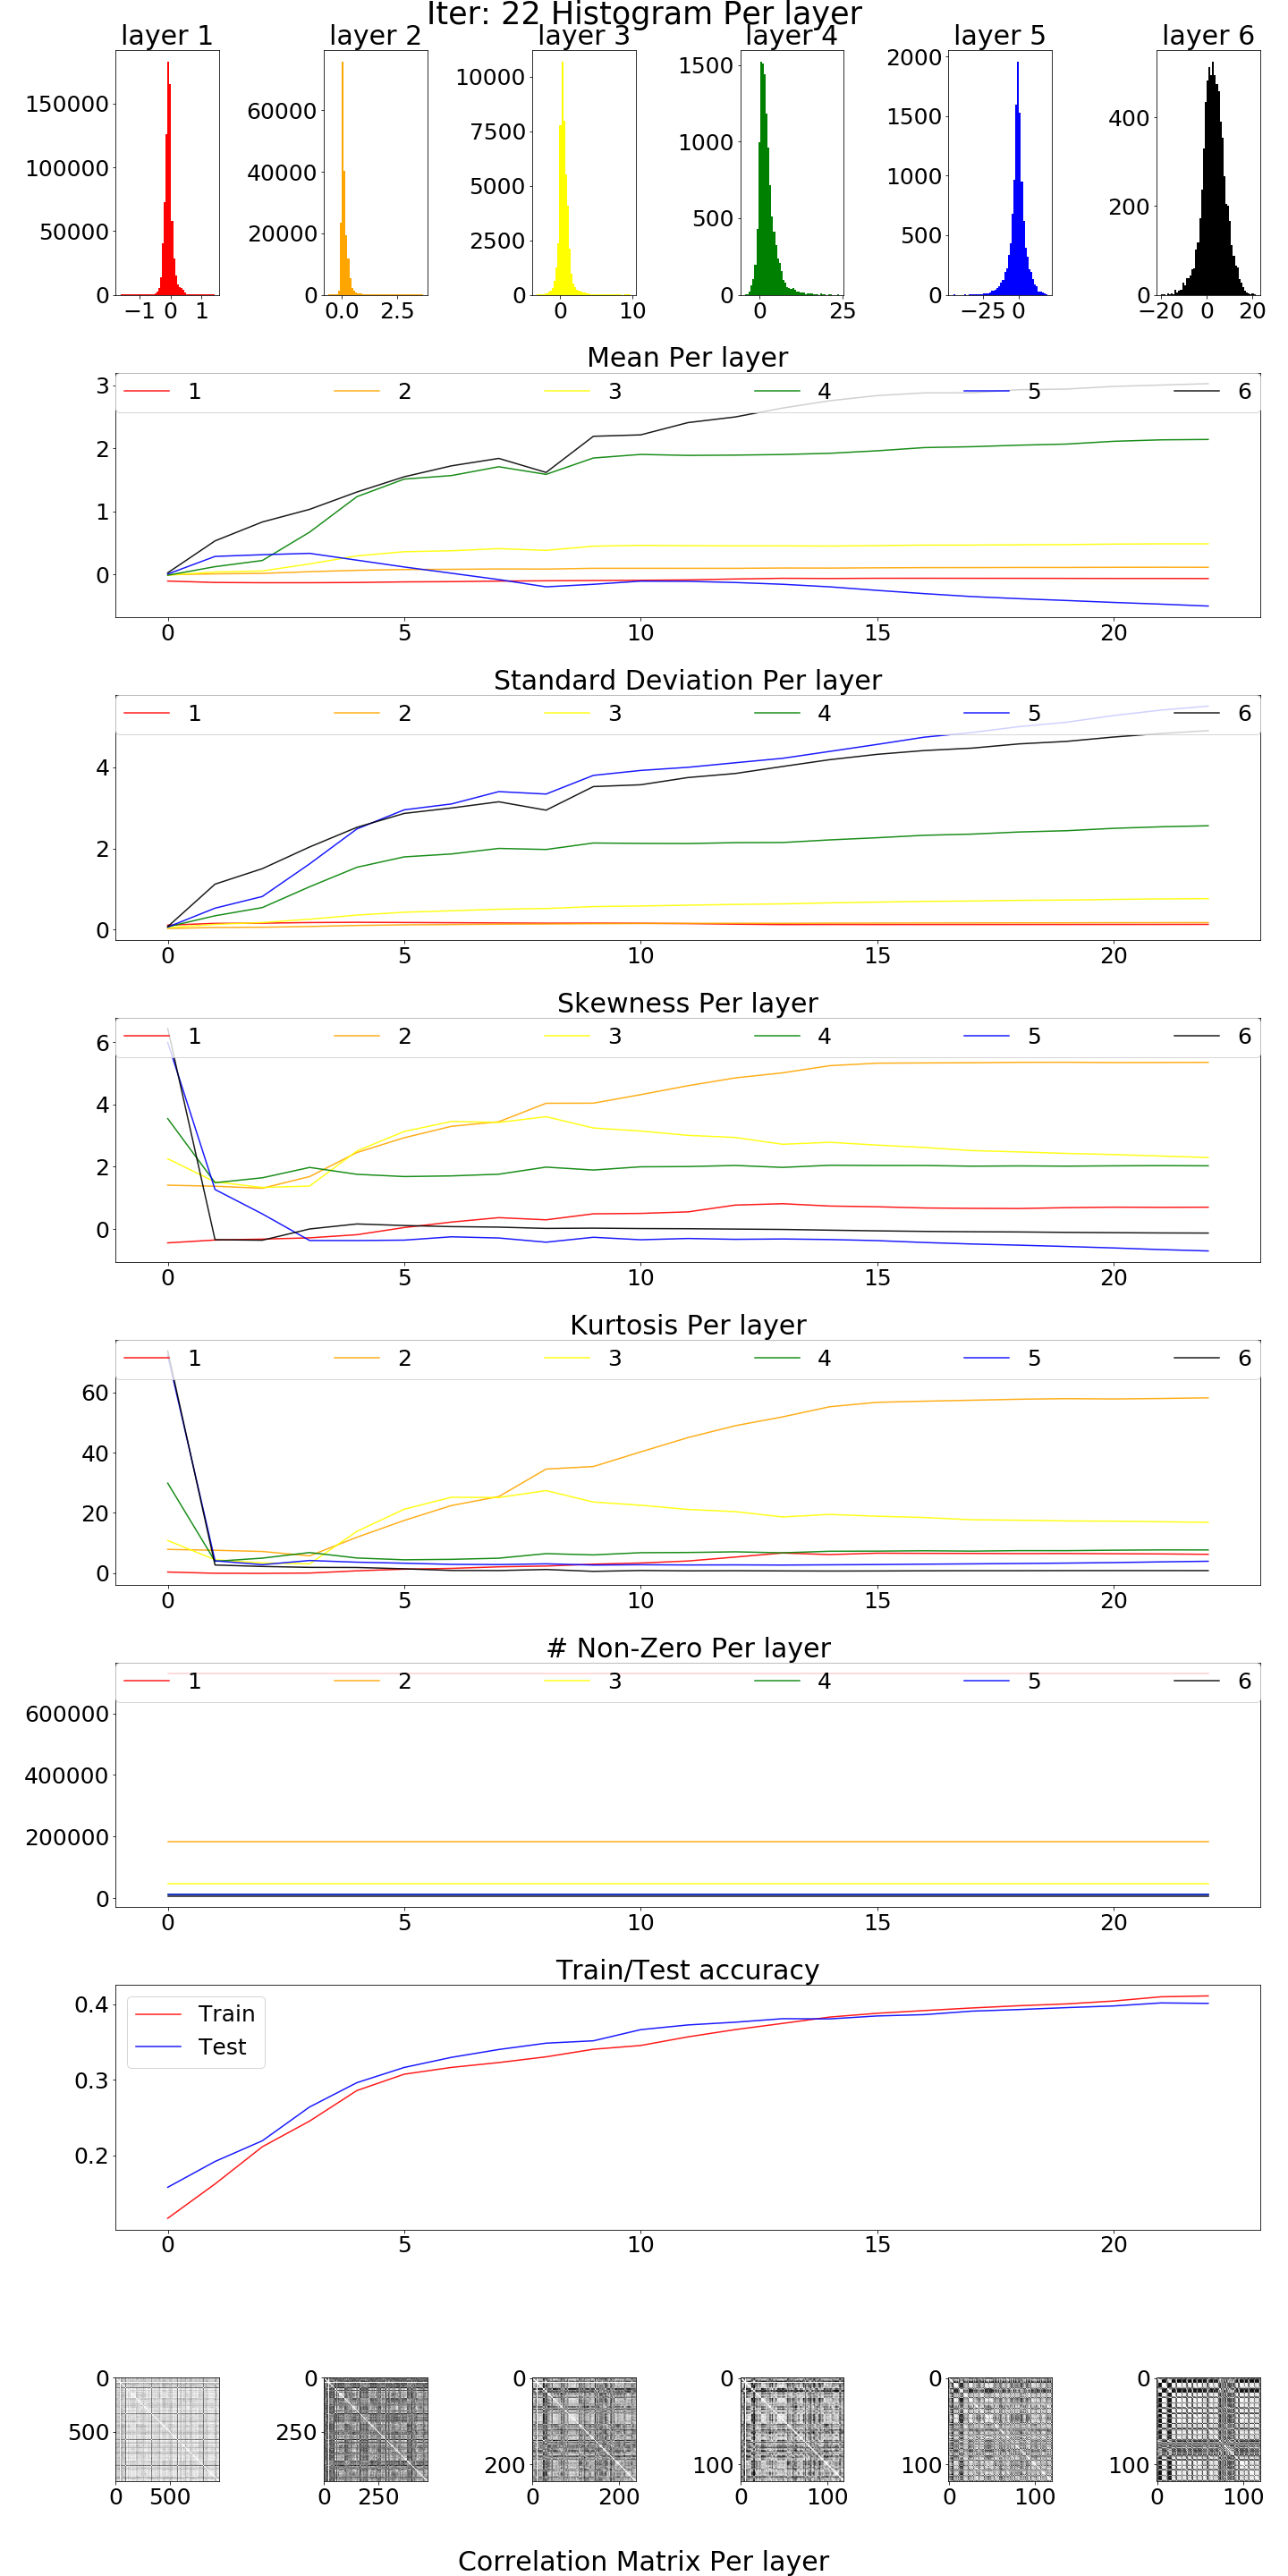 Iter: 22 Histogram Per layer
layer 1 layer 2 layer 3 layer 4 layer 5 layer 6
150000 100000 50000 0
−1 0 1
60000 40000 20000 0
0.0 2.5
10000 7500 5000 2500 0
0 10
1500 1000 500 0
0 25
2000 1500 1000 500 0
−25 0
400 200 0
−20 0 20
Mean Per layer
1 2 3 4 5 6
3
2
1
0
0 5 10 15 20
Standard Deviation Per layer
1 2 3 4 5 6
4
2
0
0 5 10 15 20
Skewness Per layer
1 2 3 4 5 6
6
4
2
0
0 5 10 15 20
Kurtosis Per layer
1 2 3 4 5 6
60
40
20
0
0 5 10 15 20
# Non-Zero Per layer
1 2 3 4 5 6
600000
400000
200000
0
0 5 10 15 20
Train/Test accuracy
Train
Test
0.4
0.3
0.2
0 5 10 15 20
0 500
0 500
0 250
0 250
0 200
0 200
0 100
0 100
0 100
0 100
0 100
0 100
Correlation Matrix Per layer